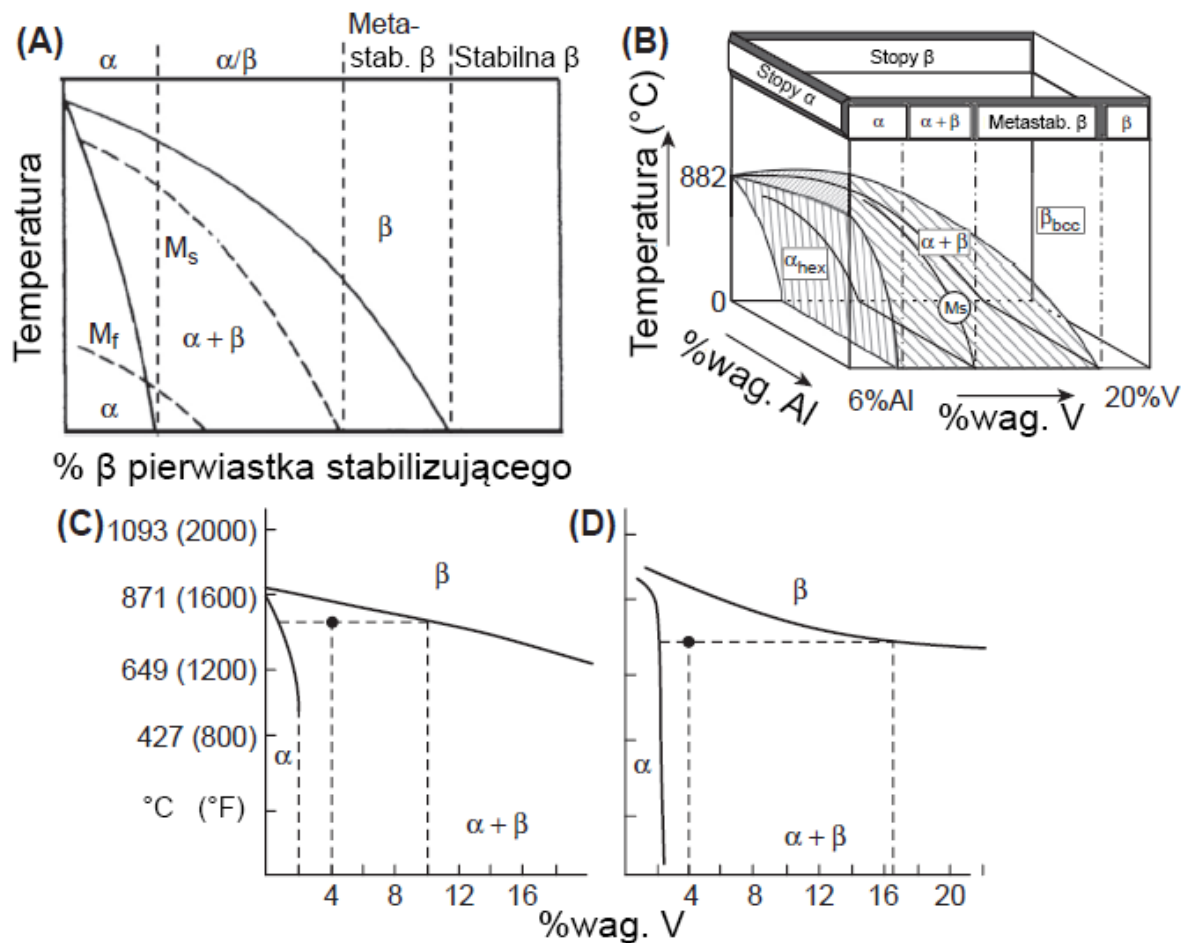 (A)
α
α/β
Meta-
stab. β
Stabilna β
Temperatura
Ms
Mf
α
α + β
β
% β pierwiastka stabilizującego
(B)
Stopy β
Stopy α
α
α + β
Metastab. β
β
Temperatura (°C)
882
0
αhex
α + β
βbcc
Ms
%wag. Al
6%Al
%wag. V
20%V
(C)
1093 (2000)
871 (1600)
649 (1200)
427 (800)
°C (°F)
β
α
α + β
4
8
12
16
(D)
β
α
α + β
4
8
12
16
20
%wag. V